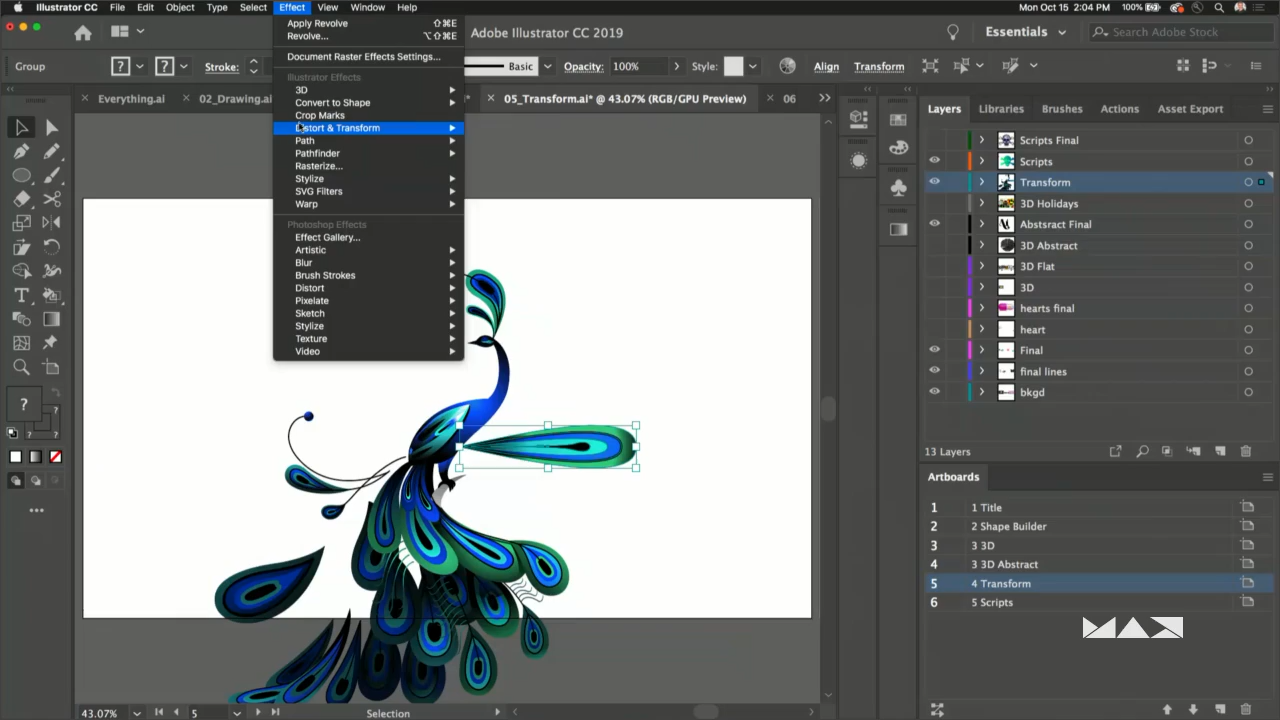 Illustrator CC File Edit Object Type Select Effect View Window Help Mon Oct 15 2:04 PM 100%
Adobe Illustrator CC 2019 Essentials Search Adobe Stock
Group ? ? Stroke: Basic Opacity: 100% Style: Align Transform
Everything.ai 02_Drawing.ai 05_Transform.ai* @ 43.07% (RGB/GPU Preview) 06
Apply Revolve ⇧⌘E
Revolve... ⌥⇧⌘E
Document Raster Effects Settings...
Illustrator Effects
3D
Convert to Shape
Crop Marks
Distort & Transform
Path
Pathfinder
Rasterize...
Stylize
SVG Filters
Warp
Photoshop Effects
Effect Gallery...
Artistic
Blur
Brush Strokes
Distort
Pixelate
Sketch
Stylize
Texture
Video
Layers Libraries Brushes Actions Asset Export
Scripts Final
Scripts
Transform
3D Holidays
Abstsract Final
3D Abstract
3D Flat
3D
hearts final
heart
Final
final lines
bkgd
13 Layers
Artboards
1 1 Title
2 2 Shape Builder
3 3 3D
4 3 3D Abstract
5 4 Transform
6 5 Scripts
MAX
? ?
? ?
43.07% 5 Selection